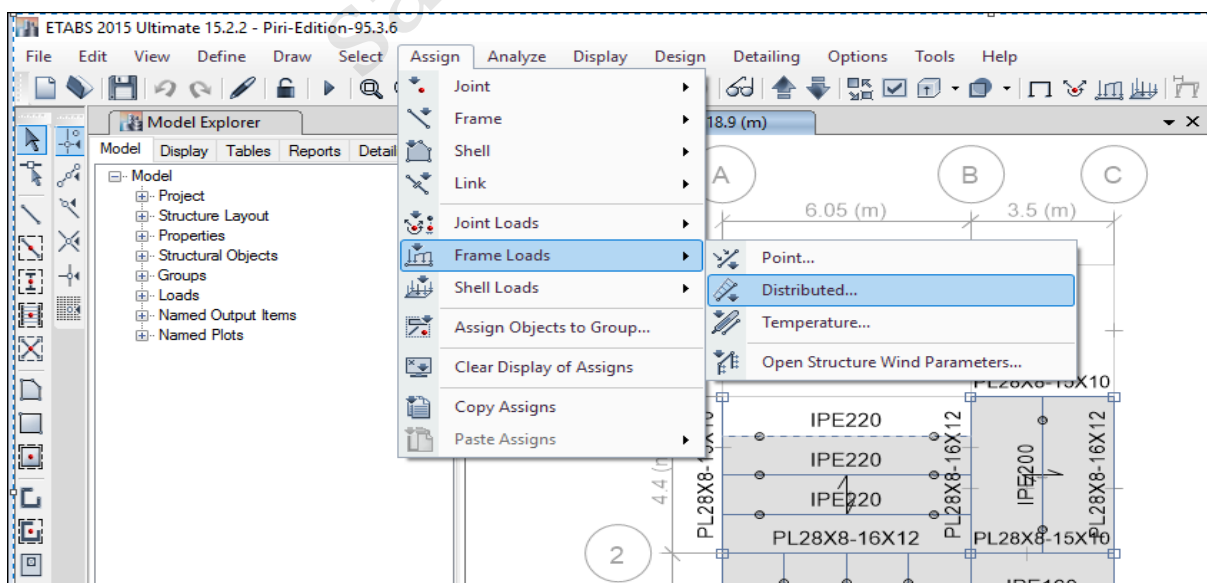 ETABS 2015 Ultimate 15.2.2 - Piri-Edition-95.3.6
File Edit View Define Draw Select Assign Analyze Display Design Detailing Options Tools Help
Model Explorer
Model Display Tables Reports Detail
Model
Project
Structure Layout
Properties
Structural Objects
Groups
Loads
Named Output Items
Named Plots
Joint
Frame
Shell
Link
Joint Loads
Frame Loads
Shell Loads
Assign Objects to Group...
Clear Display of Assigns
Copy Assigns
Paste Assigns
Point...
Distributed...
Temperature...
Open Structure Wind Parameters...
18.9 (m)
A B C
6.05 (m) 3.5 (m)
PL28X8-15X10
IPE220
IPE220
IPE220
PL28X8-16X12
IPE200
PL28X8-16X12
4.4
PL28X8-16X12 PL28X8-15X10
2